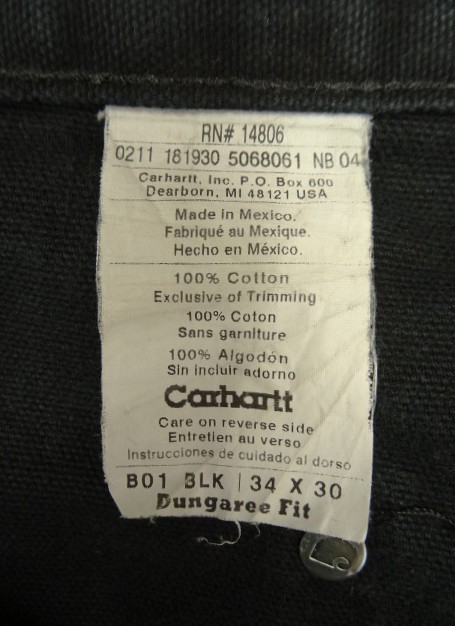 RN# 14806
0211 181930 5068061 NB 04
Carhartt, Inc. P.O. Box 600
Dearborn, MI 48121 USA
Made in Mexico.
Fabriqué au Mexique.
Hecho en México.
100% Cotton
Exclusive of Trimming
100% Coton
Sans garniture
100% Algodón
Sin incluir adorno
Carhartt
Care on reverse side
Entretien au verso
Instrucciones de cuidado al dorso
B01 BLK | 34 X 30
Dungaree Fit